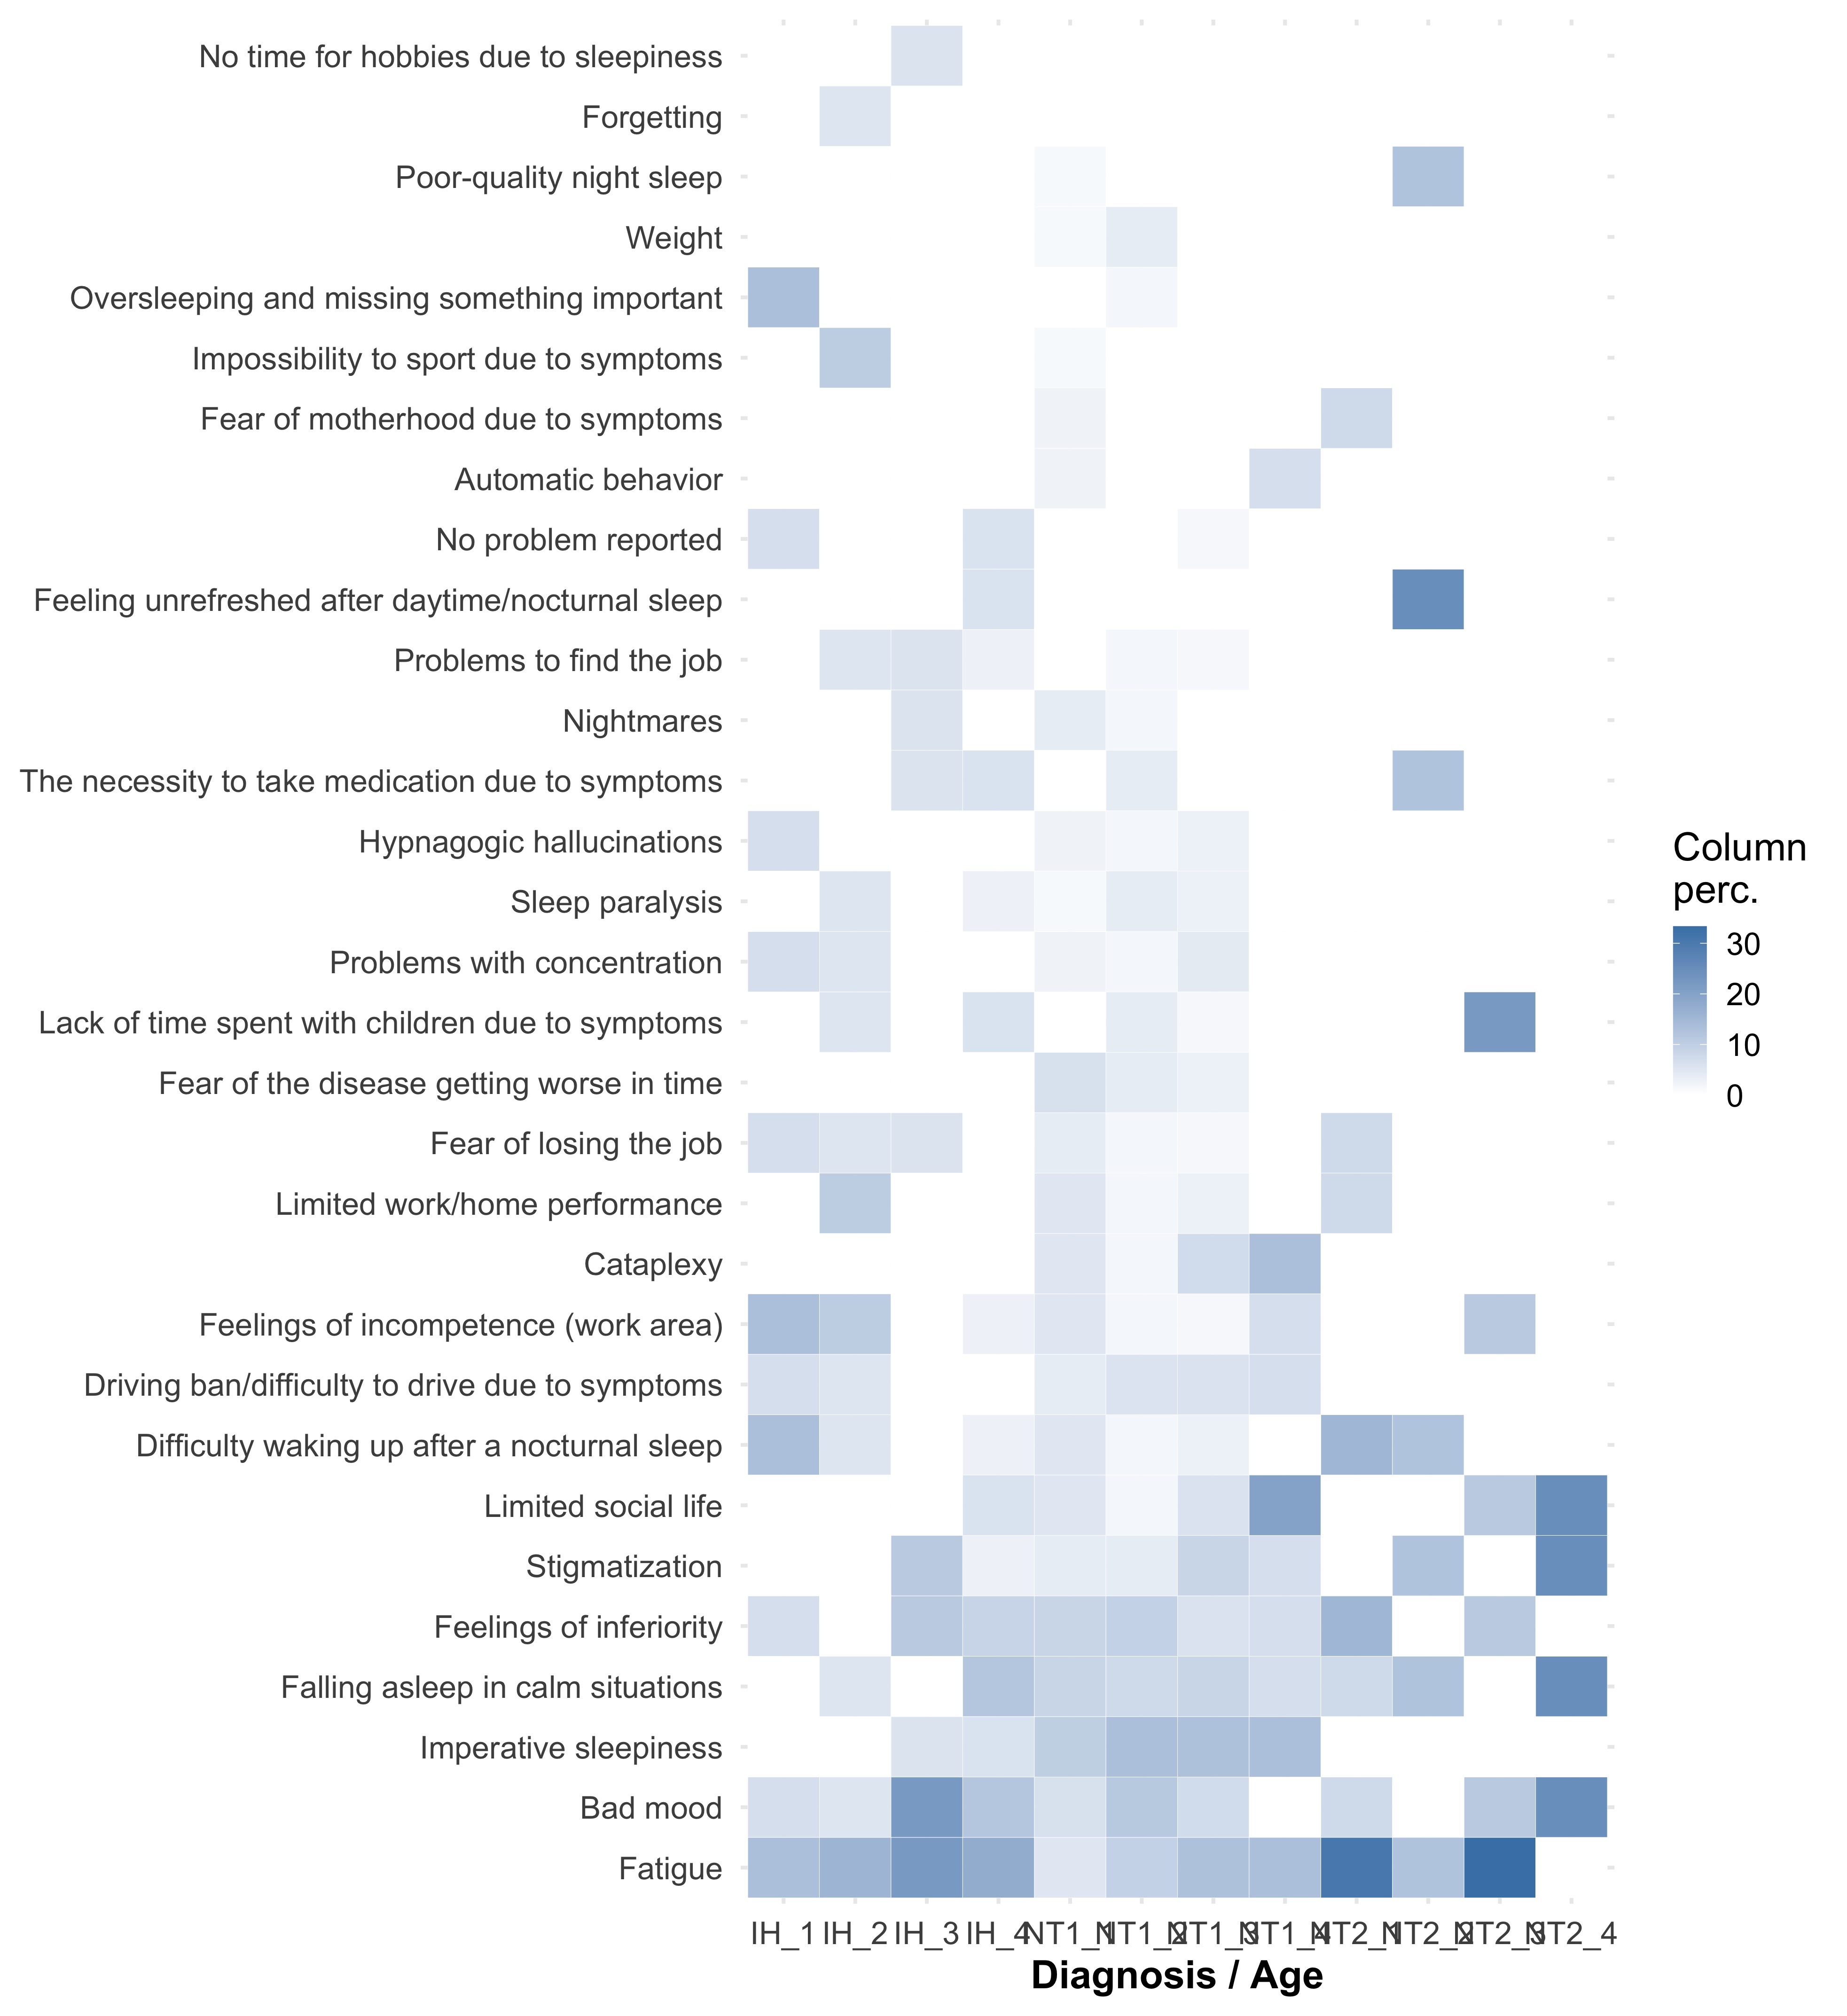 No time for hobbies due to sleepiness
Forgetting
Poor-quality night sleep
Weight
Oversleeping and missing something important
Impossibility to sport due to symptoms
Fear of motherhood due to symptoms
Automatic behavior
No problem reported
Feeling unrefreshed after daytime/nocturnal sleep
Problems to find the job
Nightmares
The necessity to take medication due to symptoms
Hypnagogic hallucinations
Sleep paralysis
Problems with concentration
Lack of time spent with children due to symptoms
Fear of the disease getting worse in time
Fear of losing the job
Limited work/home performance
Cataplexy
Feelings of incompetence (work area)
Driving ban/difficulty to drive due to symptoms
Difficulty waking up after a nocturnal sleep
Limited social life
Stigmatization
Feelings of inferiority
Falling asleep in calm situations
Imperative sleepiness
Bad mood
Fatigue
Column
perc.
30
20
10
0
IH_1 IH_2 IH_3 IH_4 NT1_1 NT1_2 NT1_3 NT1_4 NT2_1 NT2_2 NT2_3 NT2_4
Diagnosis / Age